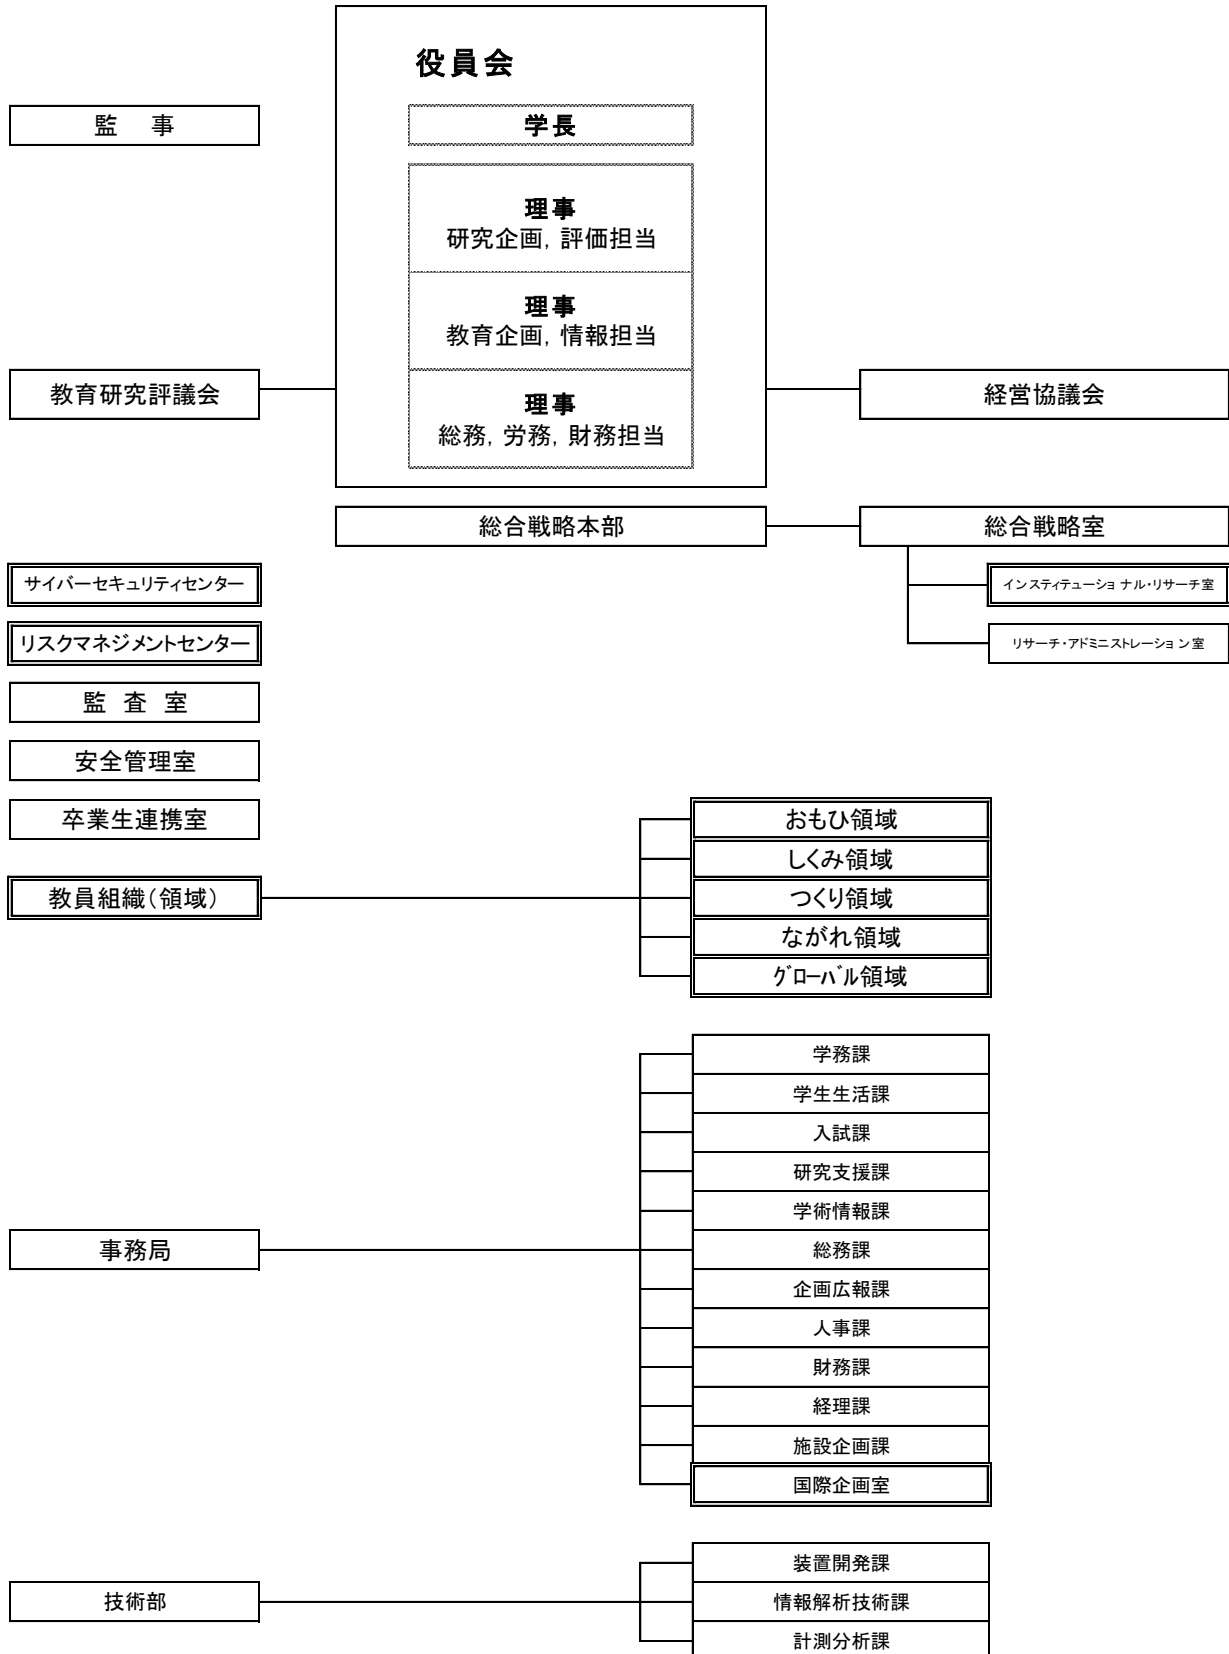 役員会
監　事
学長
理事
研究企画，評価担当
理事
教育企画，情報担当
教育研究評議会
経営協議会
理事
総務，労務，財務担当
総合戦略本部
総合戦略室
サイバーセキュリティセンター
インスティテューショナル・リサーチ室
リスクマネジメントセンター
リサーチ・アドミニストレーション室
監　査　室
安全管理室
卒業生連携室
おもひ領域
しくみ領域
教員組織（領域）
つくり領域
ながれ領域
グローバル領域
学務課
学生生活課
入試課
研究支援課
学術情報課
事務局
総務課
企画広報課
人事課
財務課
経理課
施設企画課
国際企画室
装置開発課
技術部
情報解析技術課
計測分析課